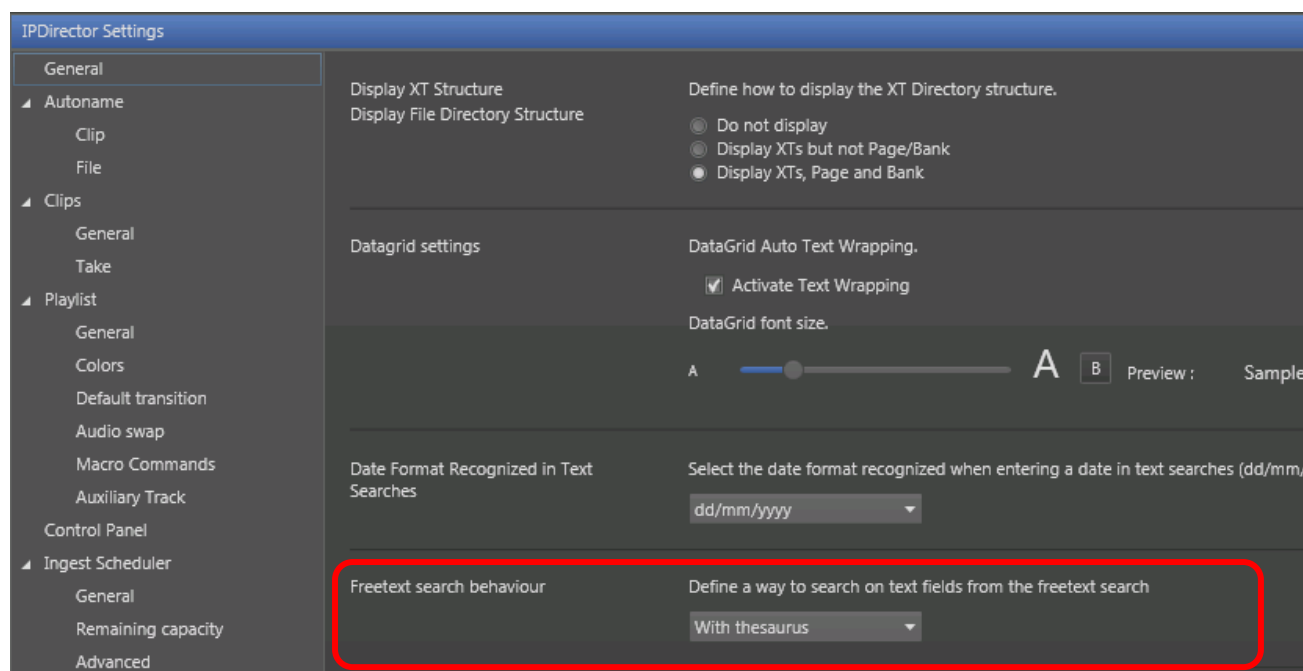 IPDirector Settings
General
Autoname
Clip
File
Clips
General
Take
Playlist
General
Colors
Default transition
Audio swap
Macro Commands
Auxiliary Track
Control Panel
Ingest Scheduler
General
Remaining capacity
Advanced
Display XT Structure
Display File Directory Structure
Define how to display the XT Directory structure.
Do not display
Display XTs but not Page/Bank
Display XTs, Page and Bank
Datagrid settings
DataGrid Auto Text Wrapping.
Activate Text Wrapping
DataGrid font size.
A A B Preview : Sample
Date Format Recognized in Text
Searches
Select the date format recognized when entering a date in text searches (dd/mm/
dd/mm/yyyy
Freetext search behaviour
Define a way to search on text fields from the freetext search
With thesaurus